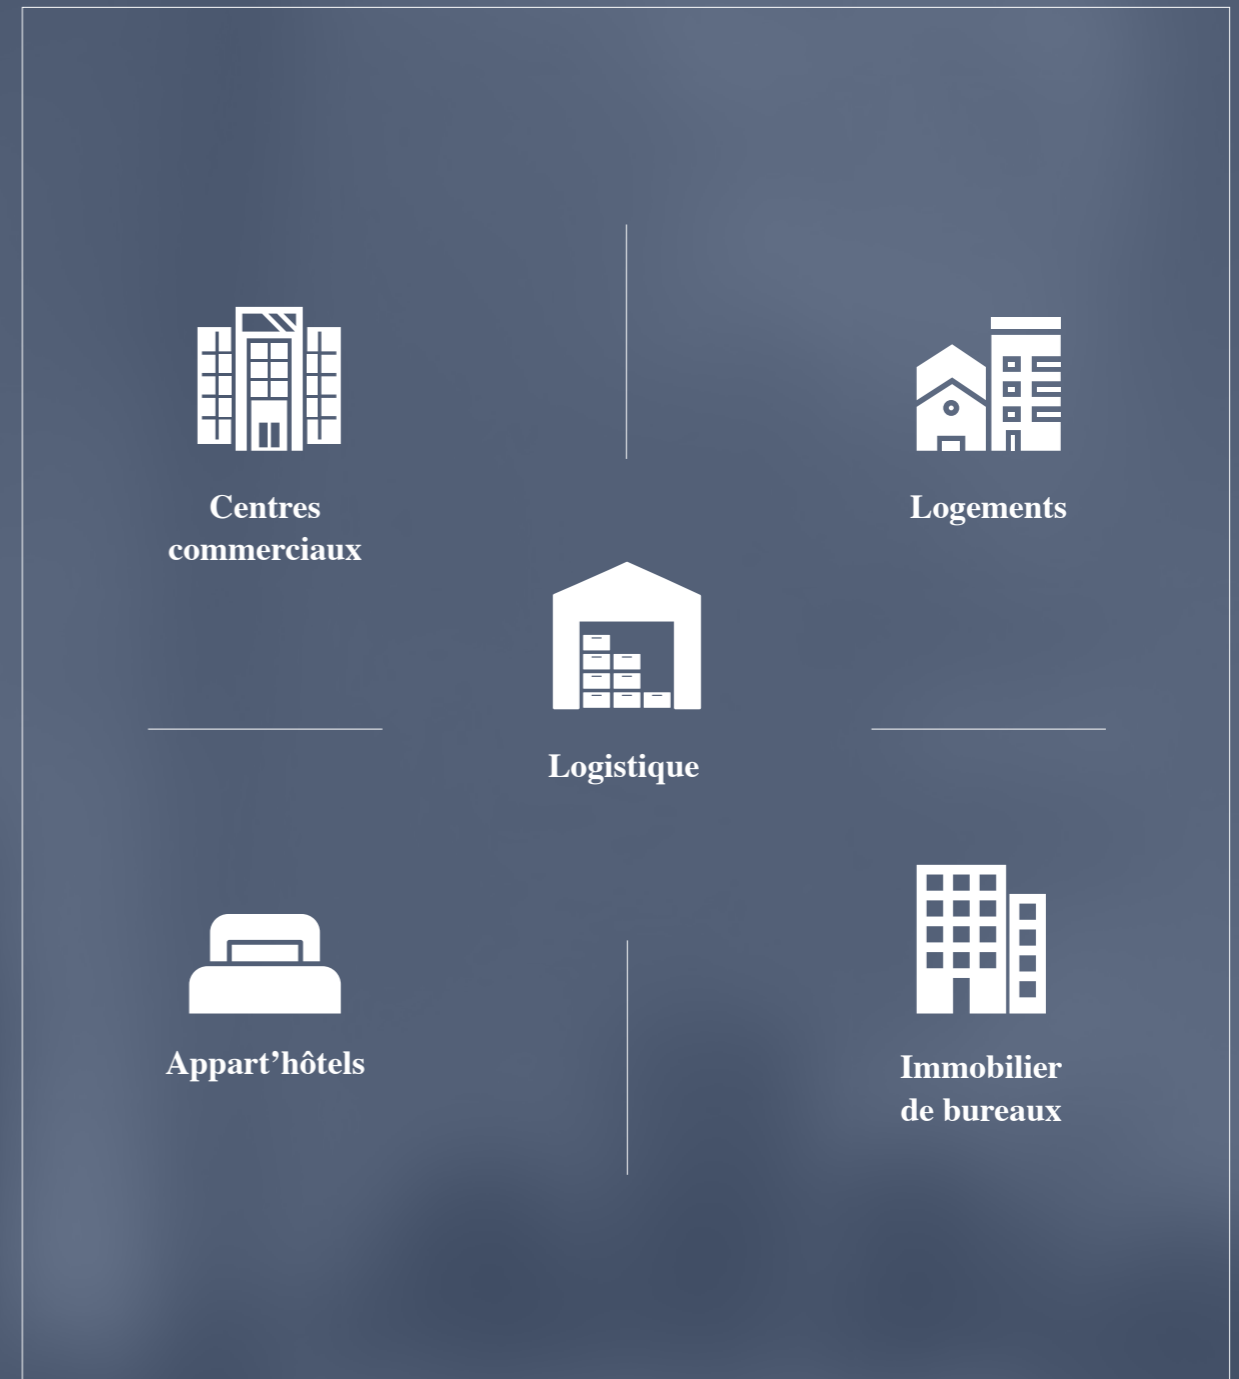 Centres
commerciaux
Logements
Logistique
Appart’hôtels
Immobilier
de bureaux